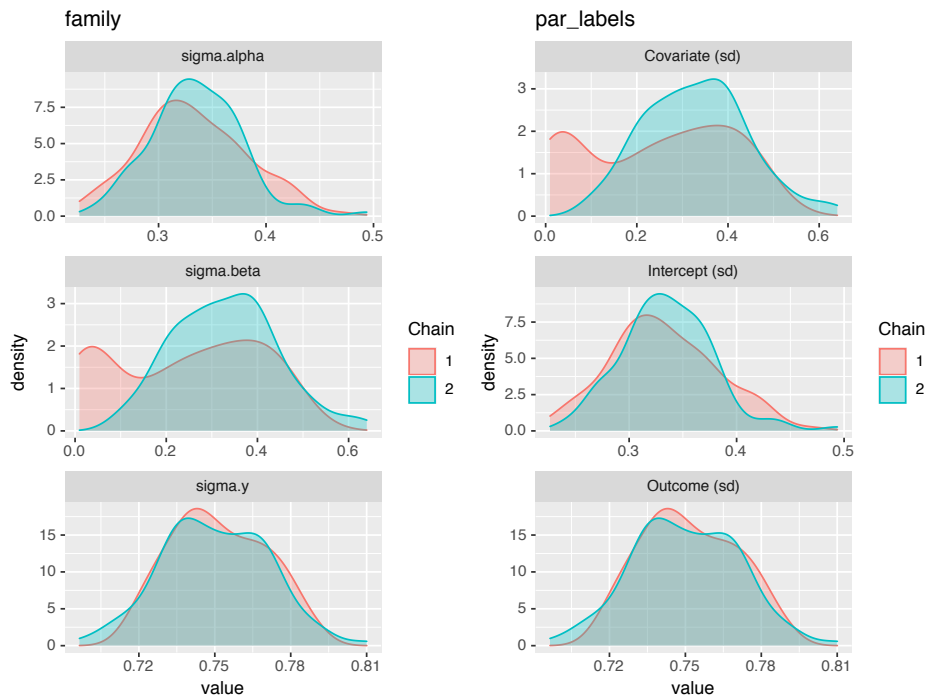 family
sigma.alpha
7.5
5.0
2.5
0.0
0.3 0.4 0.5
sigma.beta
3
2
1
0
0.0 0.2 0.4 0.6
sigma.y
15
10
5
0
0.72 0.75 0.78 0.81
value
density
Chain
1
2
par_labels
Covariate (sd)
3
2
1
0
0.0 0.2 0.4 0.6
Intercept (sd)
7.5
5.0
2.5
0.0
0.3 0.4 0.5
Outcome (sd)
15
10
5
0
0.72 0.75 0.78 0.81
value
density
Chain
1
2